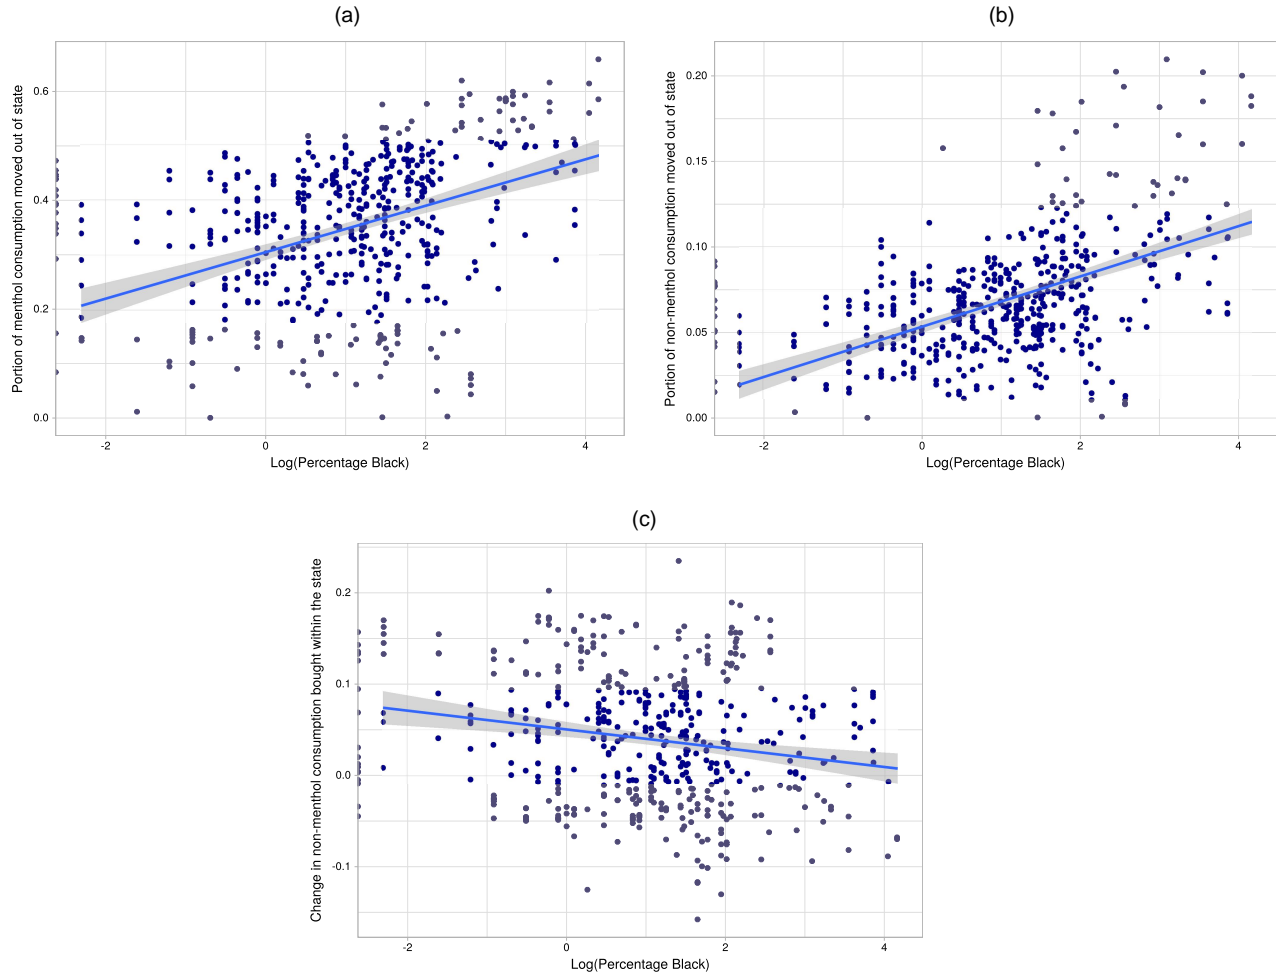 (a)
Portion of menthol consumption moved out of state
0.6
0.4
0.2
0.0
-2 0 2 4
Log(Percentage Black)
(b)
Portion of non-menthol consumption moved out of state
0.20
0.15
0.10
0.05
0.00
-2 0 2 4
Log(Percentage Black)
(c)
Change in non-menthol consumption bought within the state
0.2
0.1
0.0
-0.1
-2 0 2 4
Log(Percentage Black)